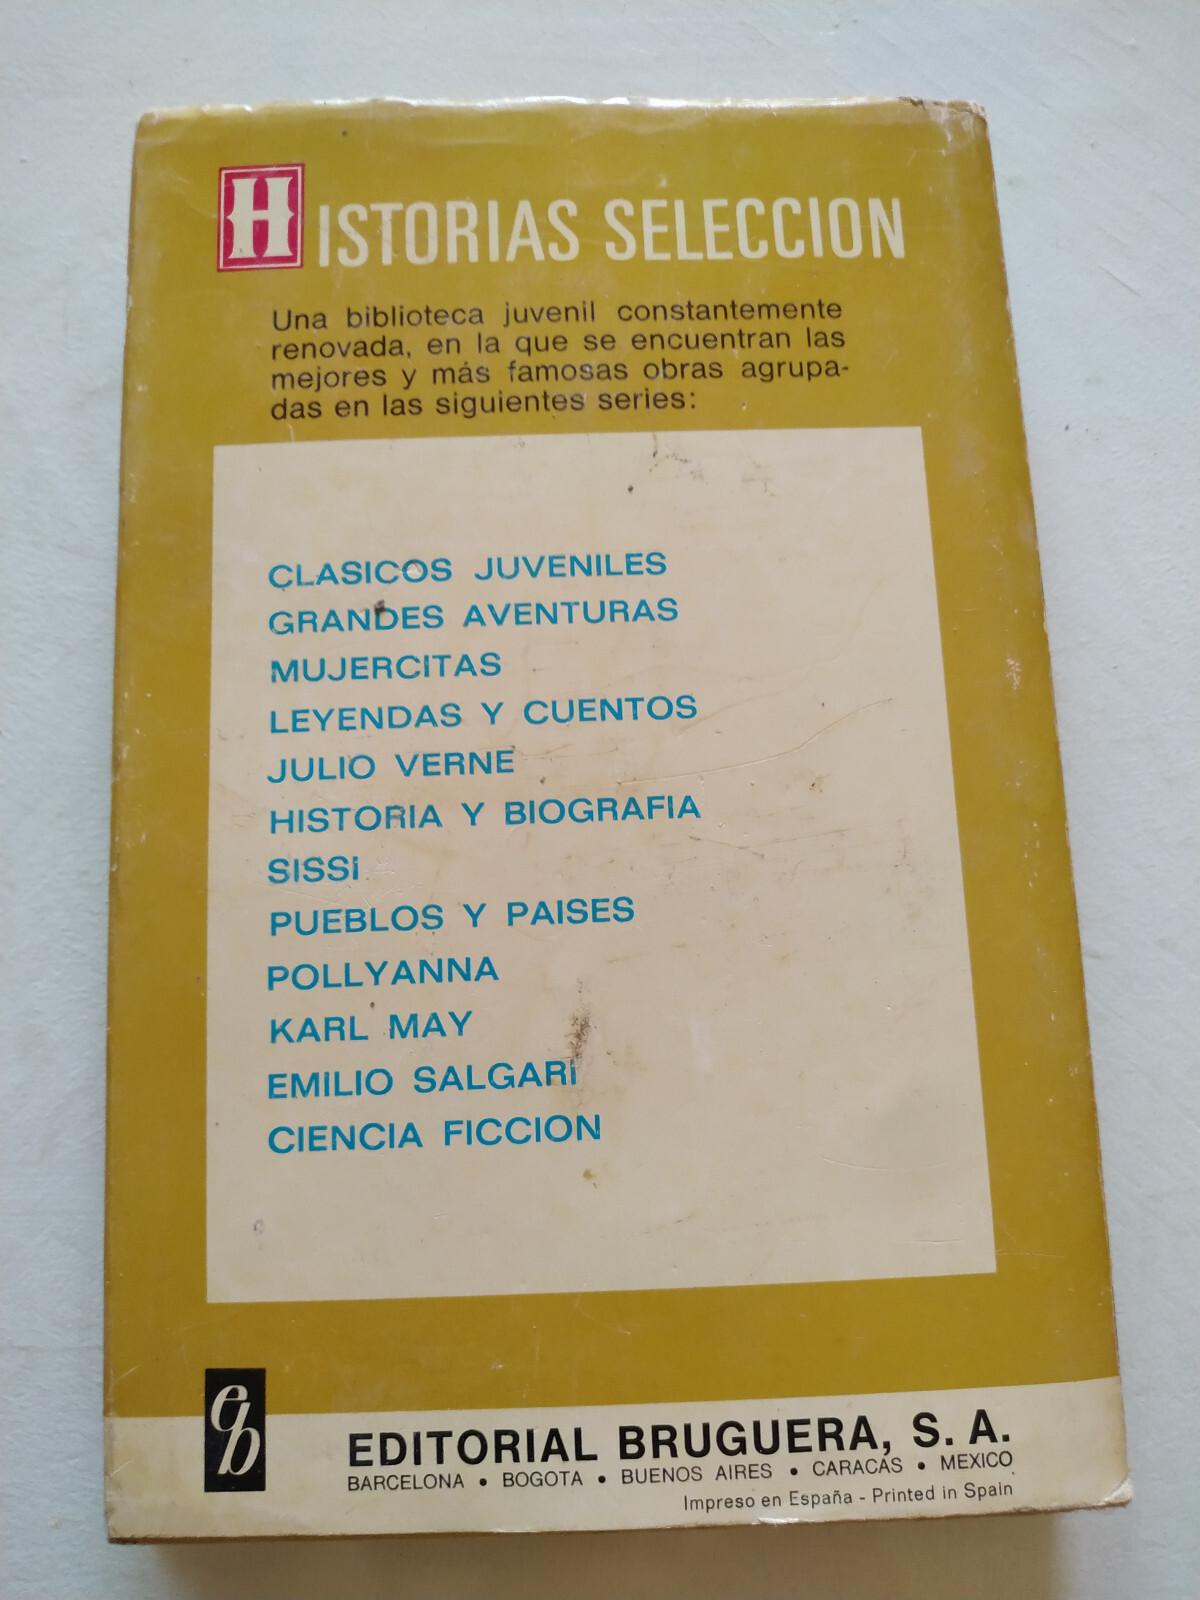 HISTORIAS SELECCION
Una biblioteca juvenil constantemente
renovada, en la que se encuentran las
mejores y más famosas obras agrupa-
das en las siguientes series:
CLASICOS JUVENILES
GRANDES AVENTURAS
MUJERCITAS
LEYENDAS Y CUENTOS
JULIO VERNE
HISTORIA Y BIOGRAFIA
SISSI
PUEBLOS Y PAISES
POLLYANNA
KARL MAY
EMILIO SALGARI
CIENCIA FICCION
eb
EDITORIAL BRUGUERA, S. A.
BARCELONA • BOGOTA • BUENOS AIRES • CARACAS • MEXICO
Impreso en España - Printed in Spain